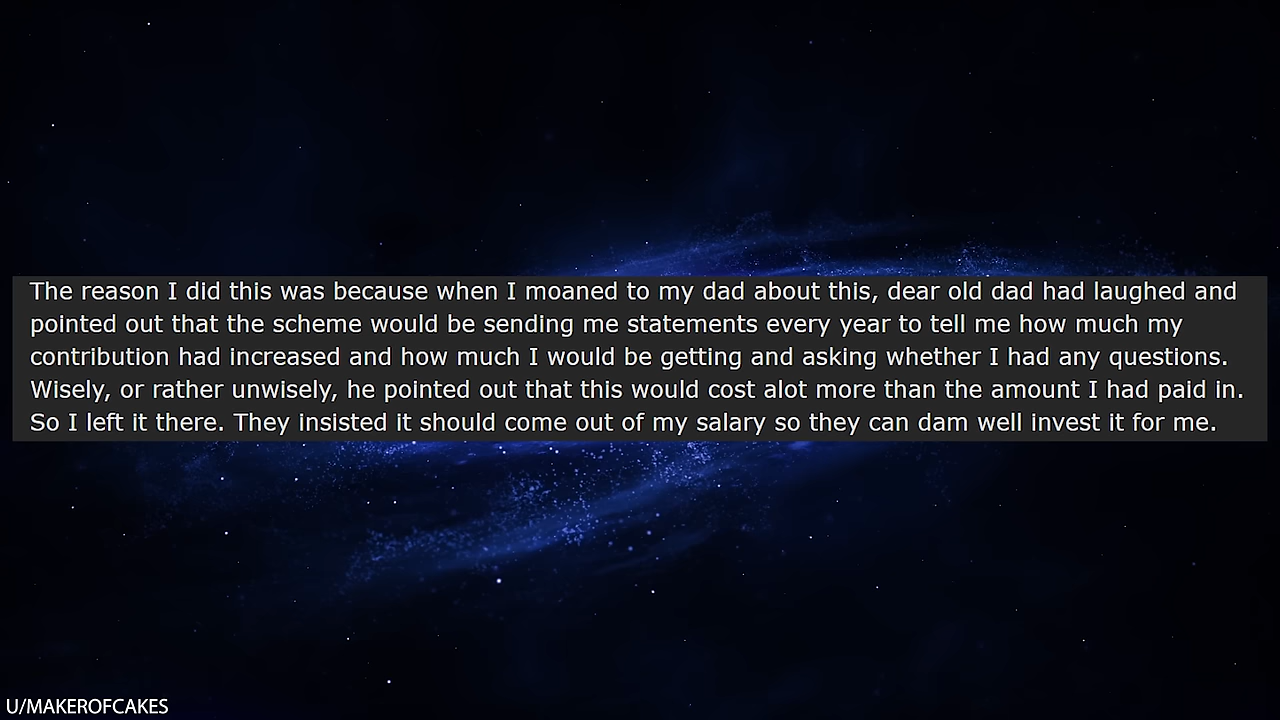 The reason I did this was because when I moaned to my dad about this, dear old dad had laughed and
pointed out that the scheme would be sending me statements every year to tell me how much my
contribution had increased and how much I would be getting and asking whether I had any questions.
Wisely, or rather unwisely, he pointed out that this would cost alot more than the amount I had paid in.
So I left it there. They insisted it should come out of my salary so they can dam well invest it for me.
U/MAKEROFCAKES